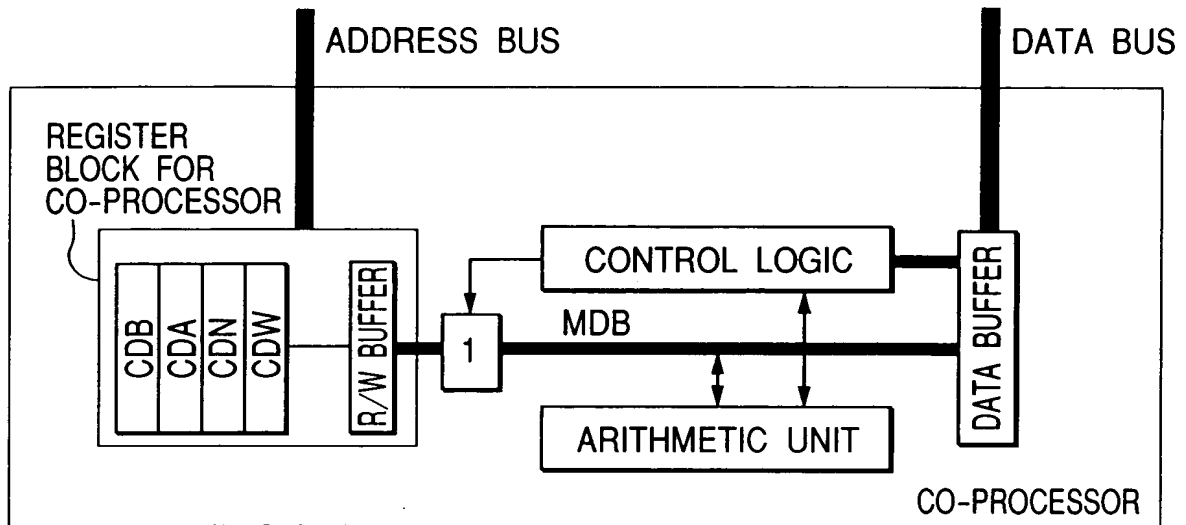 ADDRESS BUS
DATA BUS
REGISTER
BLOCK FOR
CO-PROCESSOR
CDB
CDA
CDN
CDW
R/W BUFFER
1
CONTROL LOGIC
MDB
ARITHMETIC UNIT
DATA BUFFER
CO-PROCESSOR